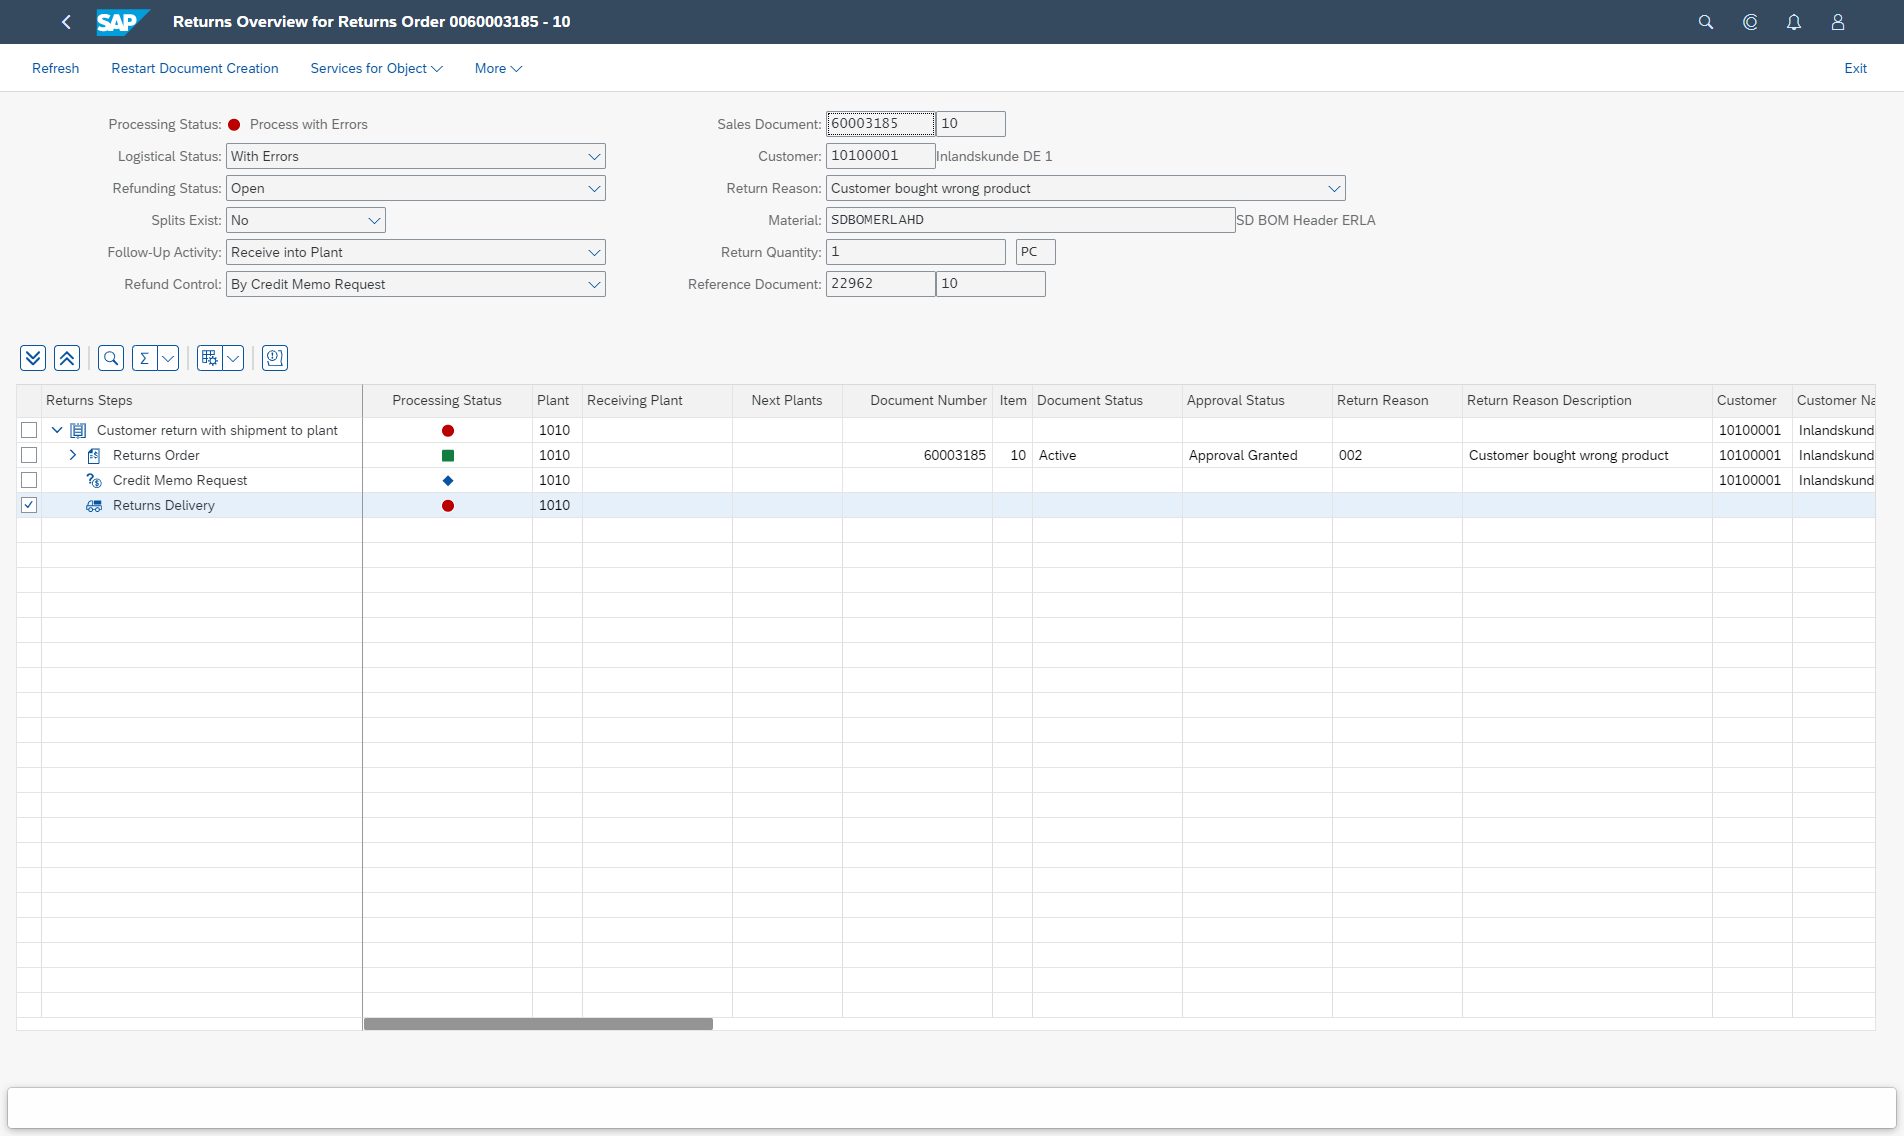 SAP Returns Overview for Returns Order 0060003185 - 10
Refresh Restart Document Creation Services for Object More Exit
Processing Status: Process with Errors Sales Document: 60003185 10
Logistical Status: With Errors Customer: 10100001 Inlandskunde DE 1
Refunding Status: Open Return Reason: Customer bought wrong product
Splits Exist: No Material: SDBOMERLAHD SD BOM Header ERLA
Follow-Up Activity: Receive into Plant Return Quantity: 1 PC
Refund Control: By Credit Memo Request Reference Document: 22962 10
Returns Steps Processing Status Plant Receiving Plant Next Plants Document Number Item Document Status Approval Status Return Reason Return Reason Description Customer Customer Na
Customer return with shipment to plant 1010 10100001 Inlandskund
Returns Order 1010 60003185 10 Active Approval Granted 002 Customer bought wrong product 10100001 Inlandskund
Credit Memo Request 1010 10100001 Inlandskund
Returns Delivery 1010